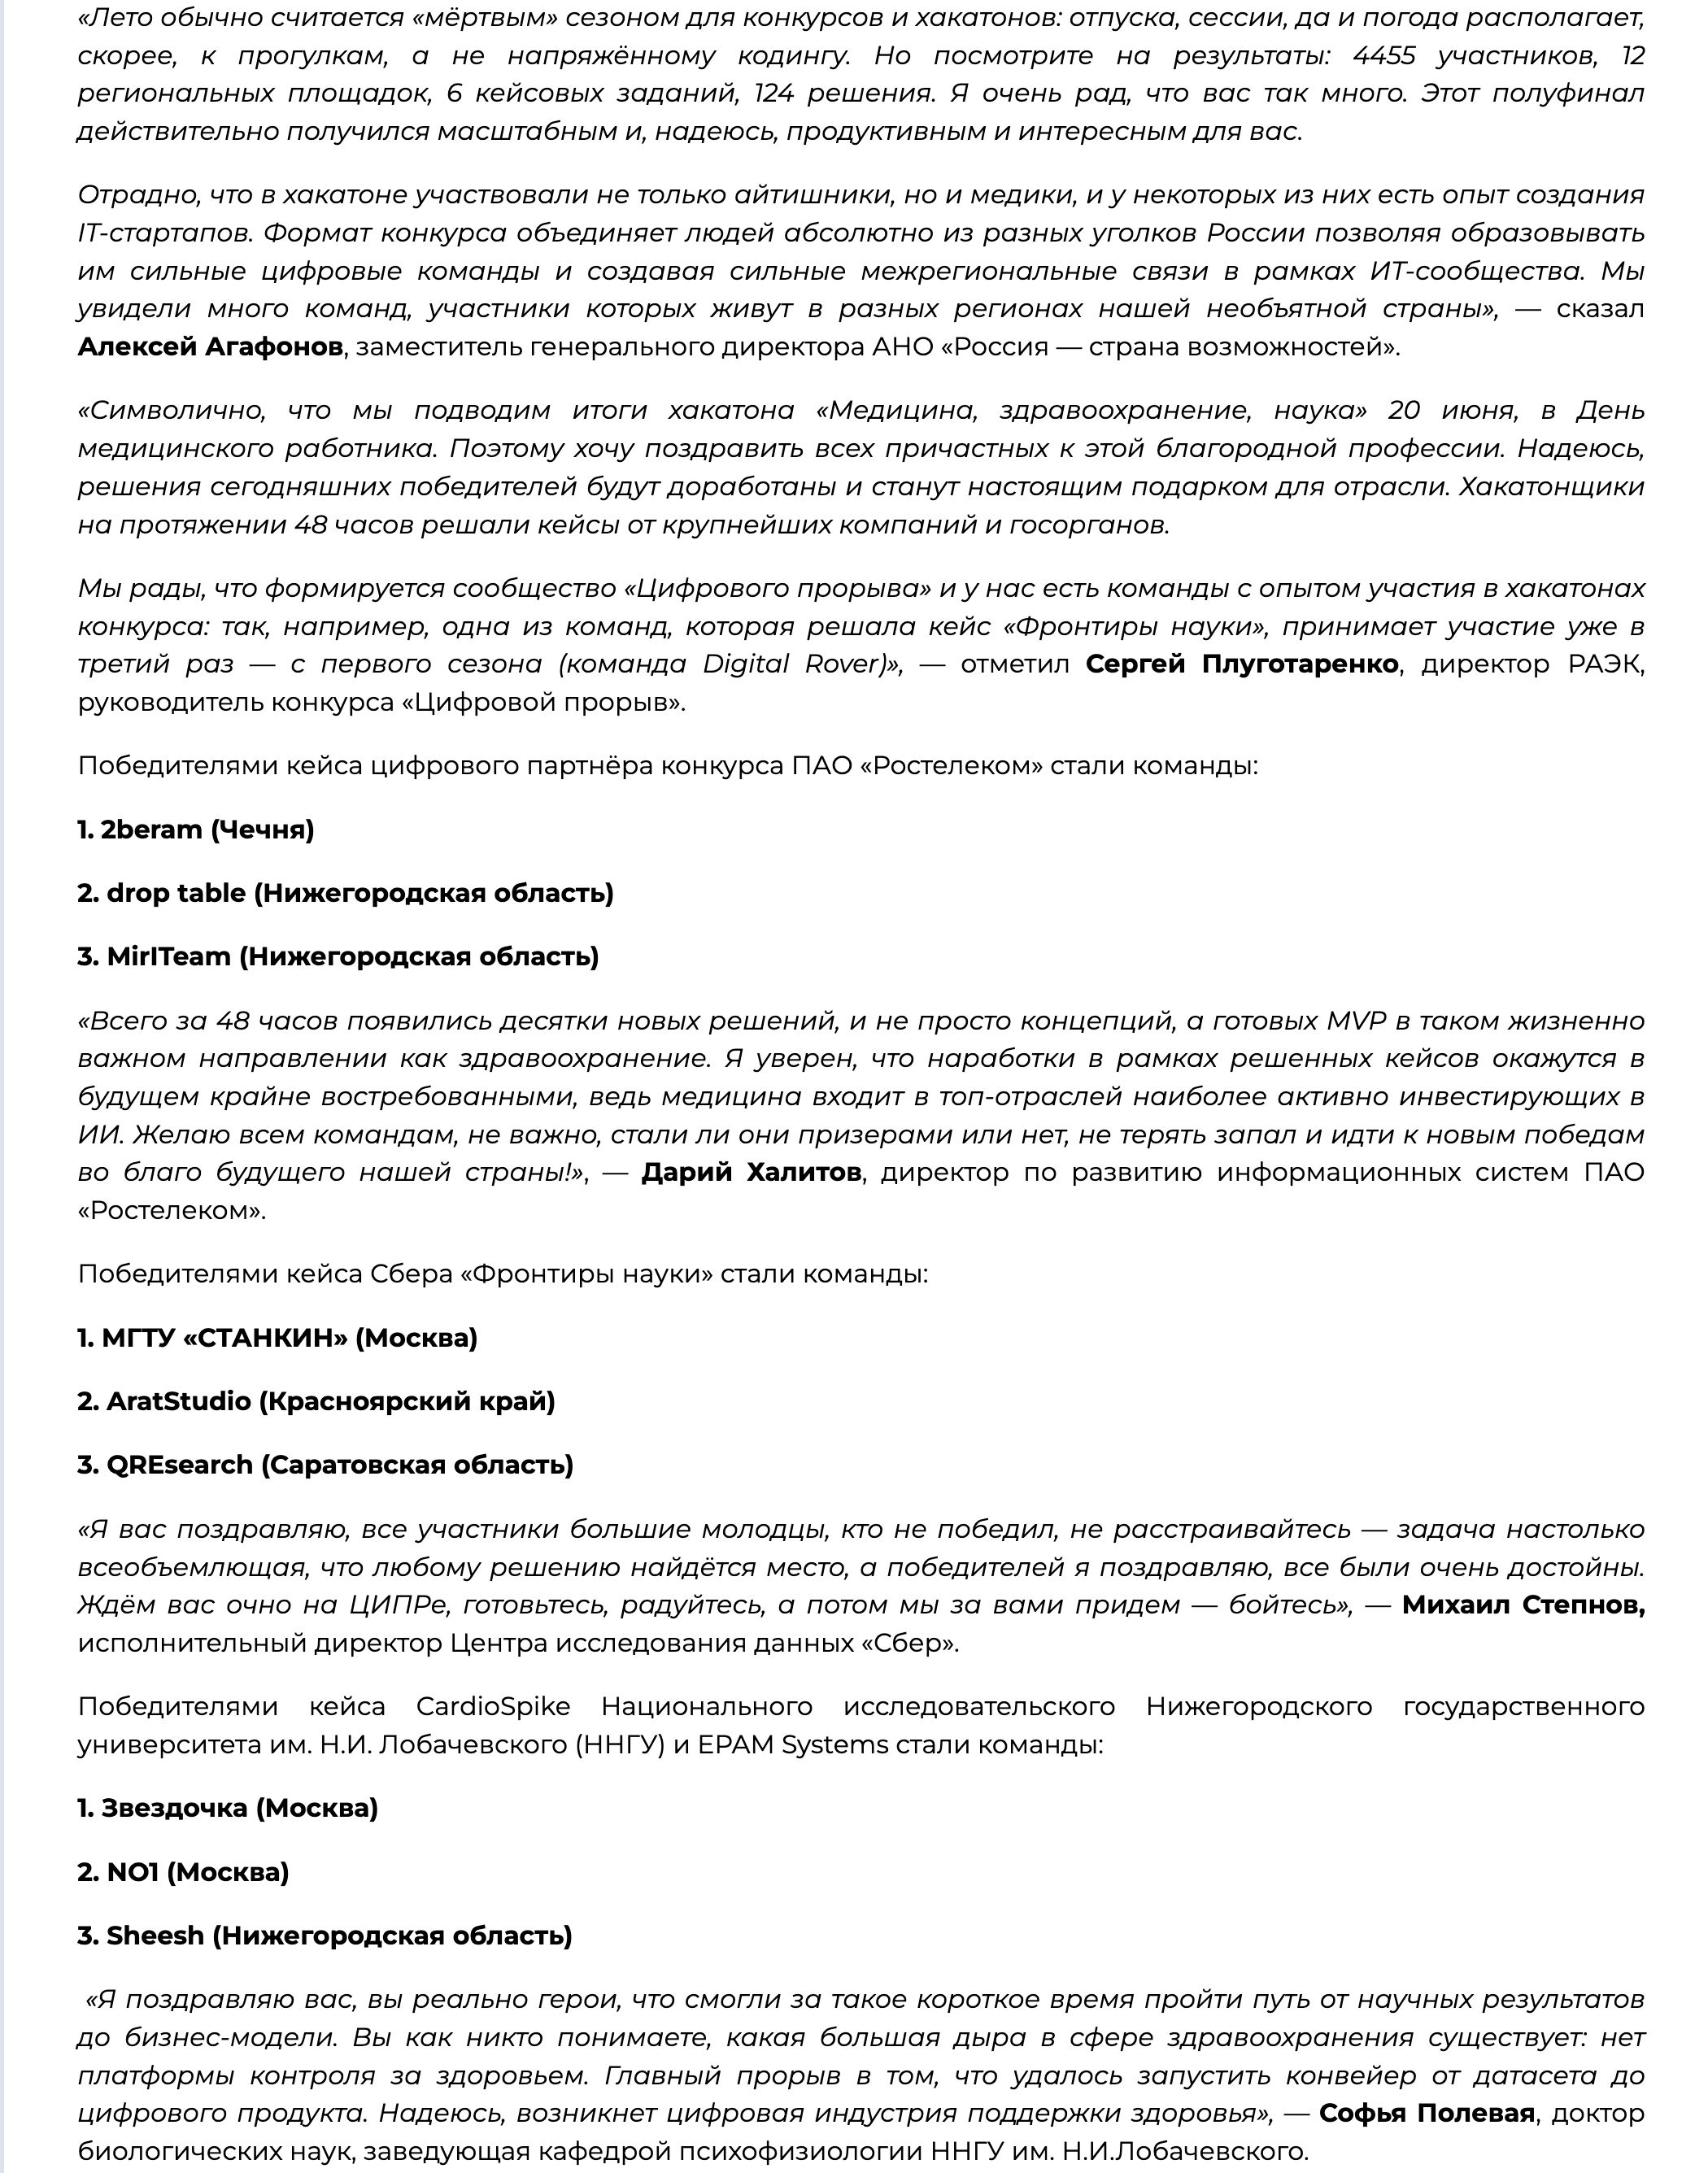 «Лето обычно считается «мёртвым» сезоном для конкурсов и хакатонов: отпуска, сессии, да и погода располагает,
скорее, к прогулкам, а не напряжённому кодингу. Но посмотрите на результаты: 4455 участников, 12
региональных площадок, 6 кейсовых заданий, 124 решения. Я очень рад, что вас так много. Этот полуфинал
действительно получился масштабным и, надеюсь, продуктивным и интересным для вас.
Отрадно, что в хакатоне участвовали не только айтишники, но и медики, и у некоторых из них есть опыт создания
IT-стартапов. Формат конкурса объединяет людей абсолютно из разных уголков России позволяя образовывать
им сильные цифровые команды и создавая сильные межрегиональные связи в рамках ИТ-сообщества. Мы
увидели много команд, участники которых живут в разных регионах нашей необъятной страны», — сказал
Алексей Агафонов, заместитель генерального директора АНО «Россия — страна возможностей».
«Символично, что мы подводим итоги хакатона «Медицина, здравоохранение, наука» 20 июня, в День
медицинского работника. Поэтому хочу поздравить всех причастных к этой благородной профессии. Надеюсь,
решения сегодняшних победителей будут доработаны и станут настоящим подарком для отрасли. Хакатонщики
на протяжении 48 часов решали кейсы от крупнейших компаний и госорганов.
Мы рады, что формируется сообщество «Цифрового прорыва» и у нас есть команды с опытом участия в хакатонах
конкурса: так, например, одна из команд, которая решала кейс «Фронтиры науки», принимает участие уже в
третий раз — с первого сезона (команда Digital Rover)», — отметил Сергей Плуготаренко, директор РАЭК,
руководитель конкурса «Цифровой прорыв».
Победителями кейса цифрового партнёра конкурса ПАО «Ростелеком» стали команды:
1. 2beram (Чечня)
2. drop table (Нижегородская область)
3. MirITeam (Нижегородская область)
«Всего за 48 часов появились десятки новых решений, и не просто концепций, а готовых MVP в таком жизненно
важном направлении как здравоохранение. Я уверен, что наработки в рамках решенных кейсов окажутся в
будущем крайне востребованными, ведь медицина входит в топ-отраслей наиболее активно инвестирующих в
ИИ. Желаю всем командам, не важно, стали ли они призерами или нет, не терять запал и идти к новым победам
во благо будущего нашей страны!», — Дарий Халитов, директор по развитию информационных систем ПАО
«Ростелеком».
Победителями кейса Сбера «Фронтиры науки» стали команды:
1. МГТУ «СТАНКИН» (Москва)
2. AratStudio (Красноярский край)
3. QREsearch (Саратовская область)
«Я вас поздравляю, все участники большие молодцы, кто не победил, не расстраивайтесь — задача настолько
всеобъемлющая, что любому решению найдётся место, а победителей я поздравляю, все были очень достойны.
Ждём вас очно на ЦИПРе, готовьтесь, радуйтесь, а потом мы за вами придем — бойтесь», — Михаил Степнов,
исполнительный директор Центра исследования данных «Сбер».
Победителями кейса CardioSpike Национального исследовательского Нижегородского государственного
университета им. Н.И. Лобачевского (ННГУ) и EPAM Systems стали команды:
1. Звездочка (Москва)
2. NO1 (Москва)
3. Sheesh (Нижегородская область)
«Я поздравляю вас, вы реально герои, что смогли за такое короткое время пройти путь от научных результатов
до бизнес-модели. Вы как никто понимаете, какая большая дыра в сфере здравоохранения существует: нет
платформы контроля за здоровьем. Главный прорыв в том, что удалось запустить конвейер от датасета до
цифрового продукта. Надеюсь, возникнет цифровая индустрия поддержки здоровья», — Софья Полевая, доктор
биологических наук, заведующая кафедрой психофизиологии ННГУ им. Н.И.Лобачевского.